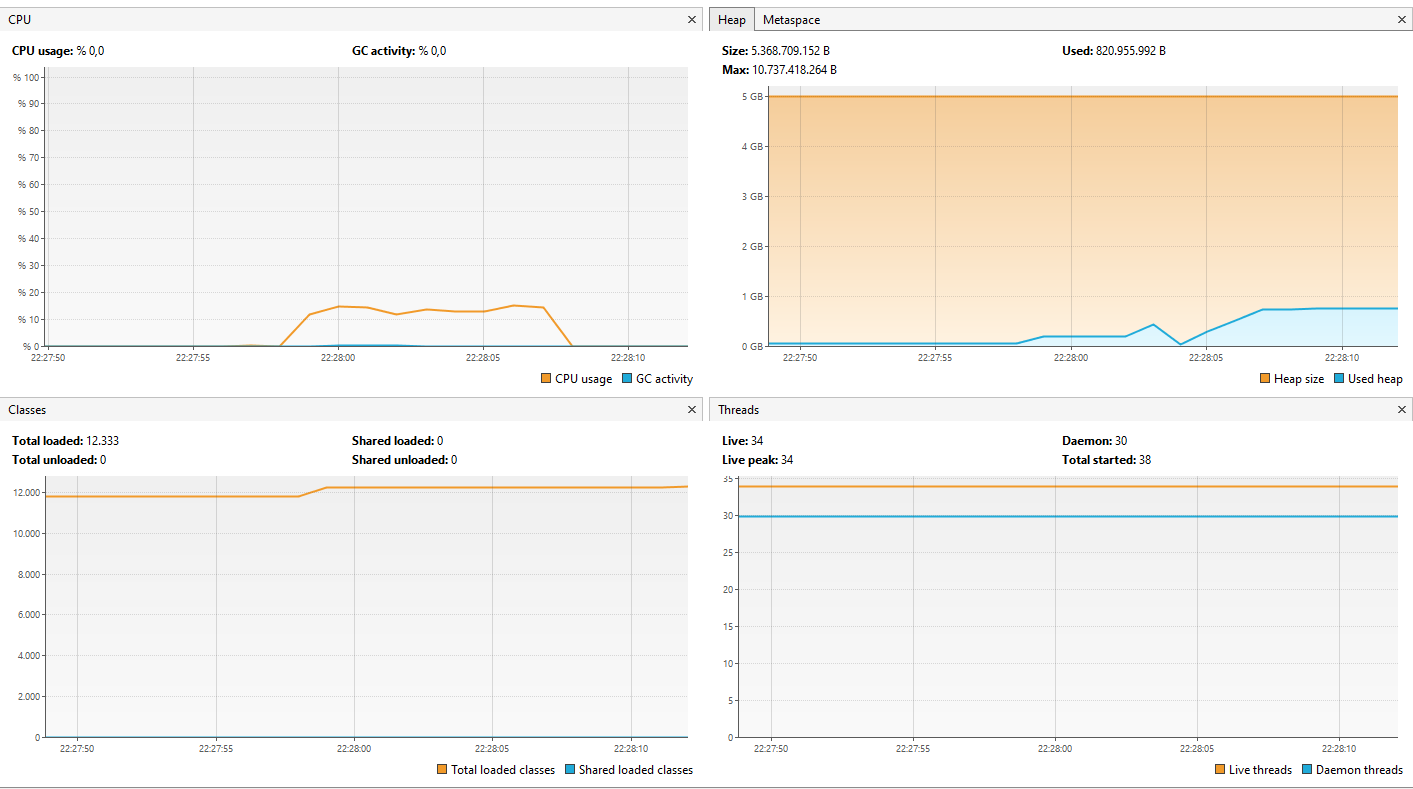 CPU ×
CPU usage: % 0,0 GC activity: % 0,0
% 100
% 90
% 80
% 70
% 60
% 50
% 40
% 30
% 20
% 10
% 0
22:27:50 22:27:55 22:28:00 22:28:05 22:28:10
CPU usage GC activity
Heap Metaspace ×
Size: 5.368.709.152 B Used: 820.955.992 B
Max: 10.737.418.264 B
5 GB
4 GB
3 GB
2 GB
1 GB
0 GB
22:27:50 22:27:55 22:28:00 22:28:05 22:28:10
Heap size Used heap
Classes ×
Total loaded: 12.333 Shared loaded: 0
Total unloaded: 0 Shared unloaded: 0
12.000
10.000
8.000
6.000
4.000
2.000
0
22:27:50 22:27:55 22:28:00 22:28:05 22:28:10
Total loaded classes Shared loaded classes
Threads ×
Live: 34 Daemon: 30
Live peak: 34 Total started: 38
35
30
25
20
15
10
5
0
22:27:50 22:27:55 22:28:00 22:28:05 22:28:10
Live threads Daemon threads